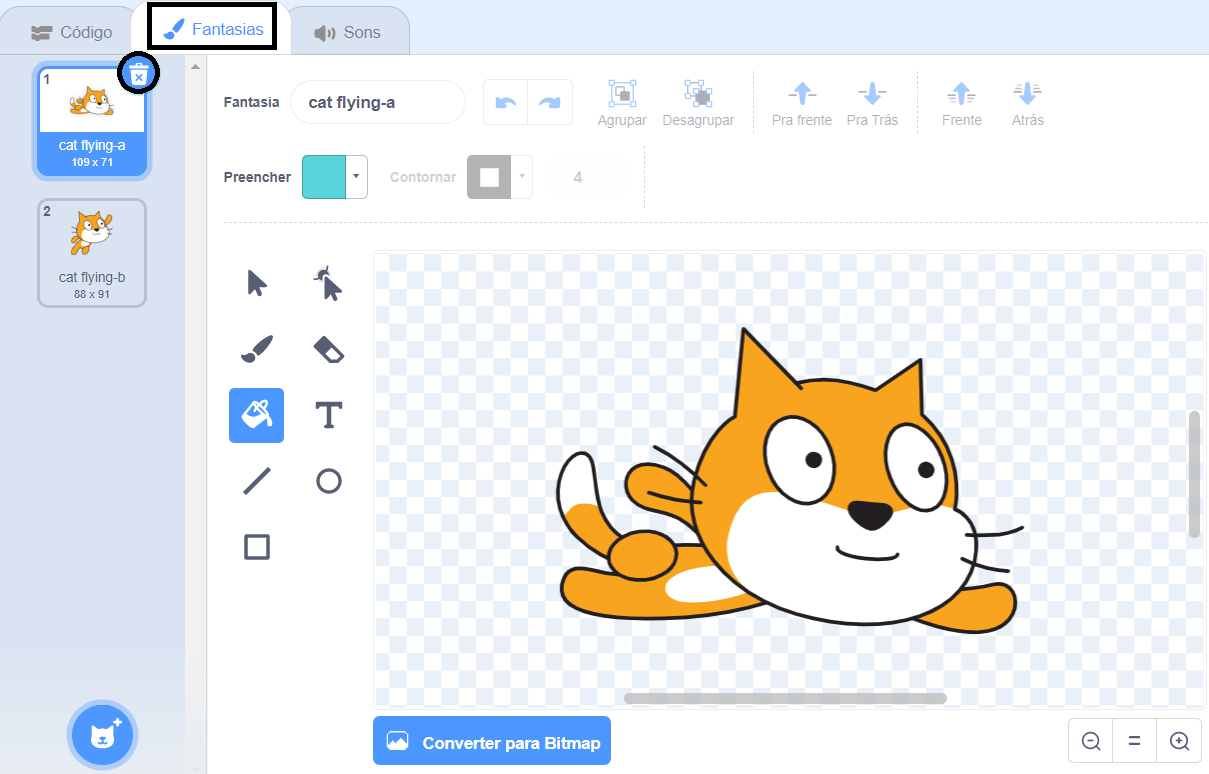 Código
Fantasias
Sons
1
cat flying-a
109 x 71
2
cat flying-b
88 x 91
Fantasia
cat flying-a
Agrupar
Desagrupar
Pra frente
Pra Trás
Frente
Atrás
Preencher
Contornar
4
T
Converter para Bitmap